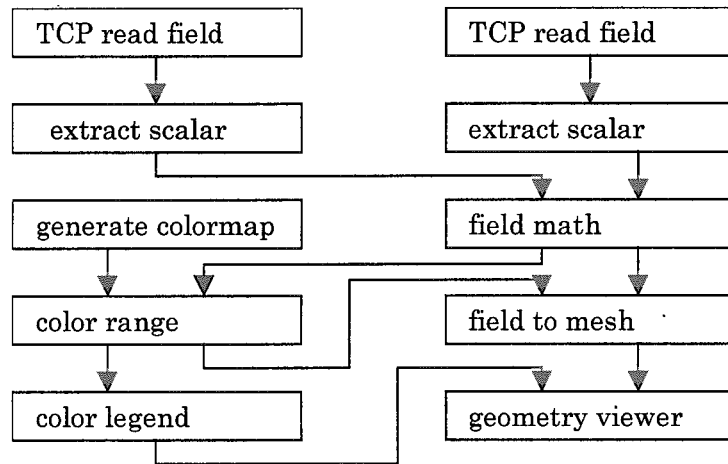 TCP read field
TCP read field
extract scalar
extract scalar
generate colormap
field math
color range
field to mesh
color legend
geometry viewer